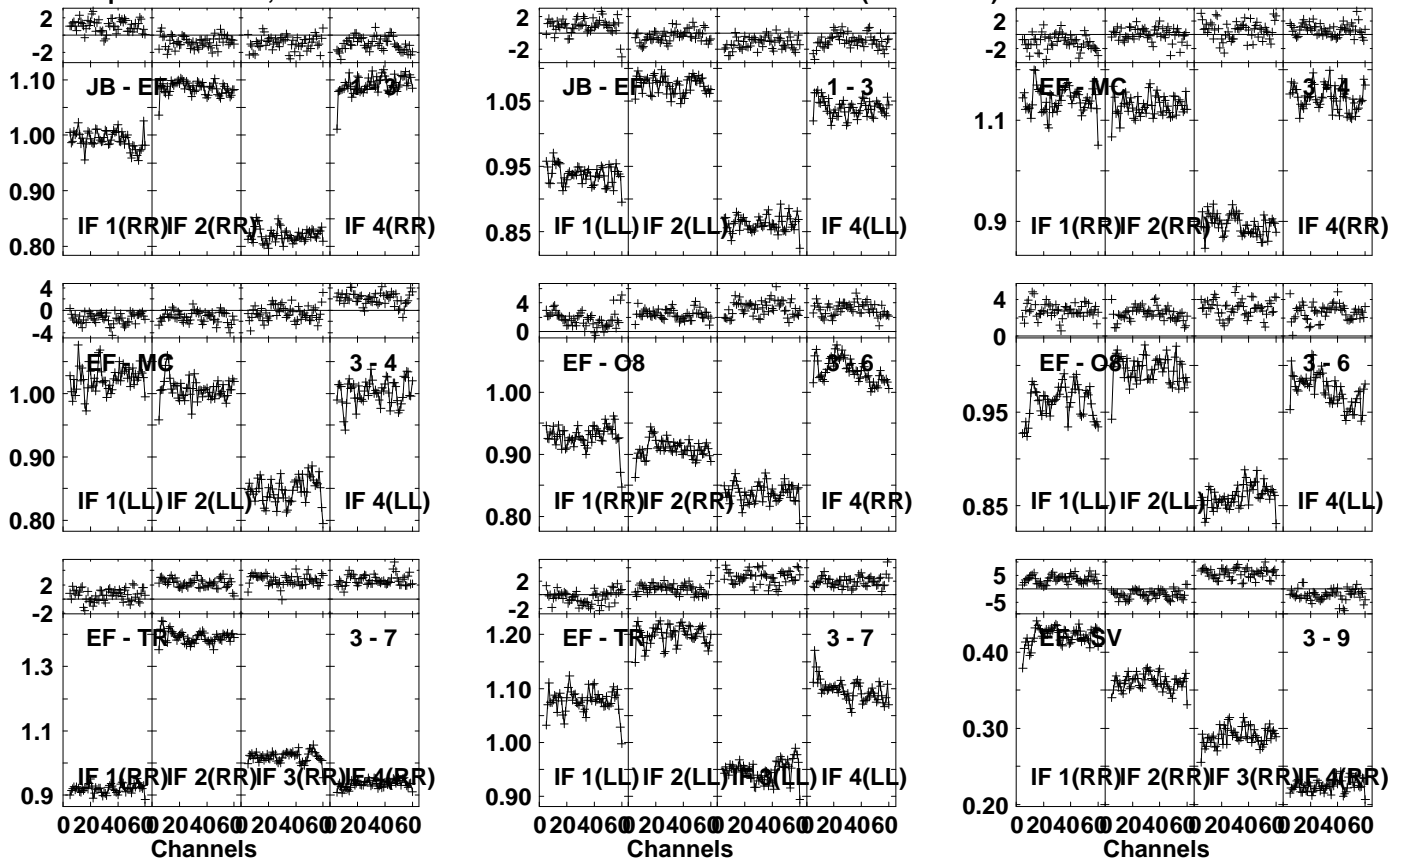 2 2 2
-2 -2 -2
JB - EF 1 - 3 JB - EF 1 - 3 EF - MC 3 - 4
1.10 1.05 1.1
1.00 0.95 0.9
0.90 0.85
0.80
IF 1(RR) IF 2(RR) IF 4(RR) IF 1(LL) IF 2(LL) IF 4(LL) IF 1(RR) IF 2(RR) IF 4(RR)
4 4 4
0 0 0
-4
EF - MC 3 - 4 EF - O8 3 - 6 EF - O8 3 - 6
1.00 1.00 0.95
0.90 0.90 0.85
0.80 0.80
IF 1(LL) IF 2(LL) IF 4(LL) IF 1(RR) IF 2(RR) IF 4(RR) IF 1(LL) IF 2(LL) IF 4(LL)
2 2 5
-2 -2 -5
EF - TR 3 - 7 EF - TR 3 - 7 EF - SV 3 - 9
1.3 1.20 0.40
1.1 1.10 0.30
0.9 1.00 0.20
0.90
IF 1(RR) IF 2(RR) IF 3(RR) IF 4(RR) IF 1(LL) IF 2(LL) IF 3(LL) IF 4(LL) IF 1(RR) IF 2(RR) IF 3(RR) IF 4(RR)
0 20 40 60 0 20 40 60 0 20 40 60 0 20 40 60 0 20 40 60 0 20 40 60 0 20 40 60 0 20 40 60 0 20 40 60 0 20 40 60 0 20 40 60 0 20 40 60
Channels Channels Channels